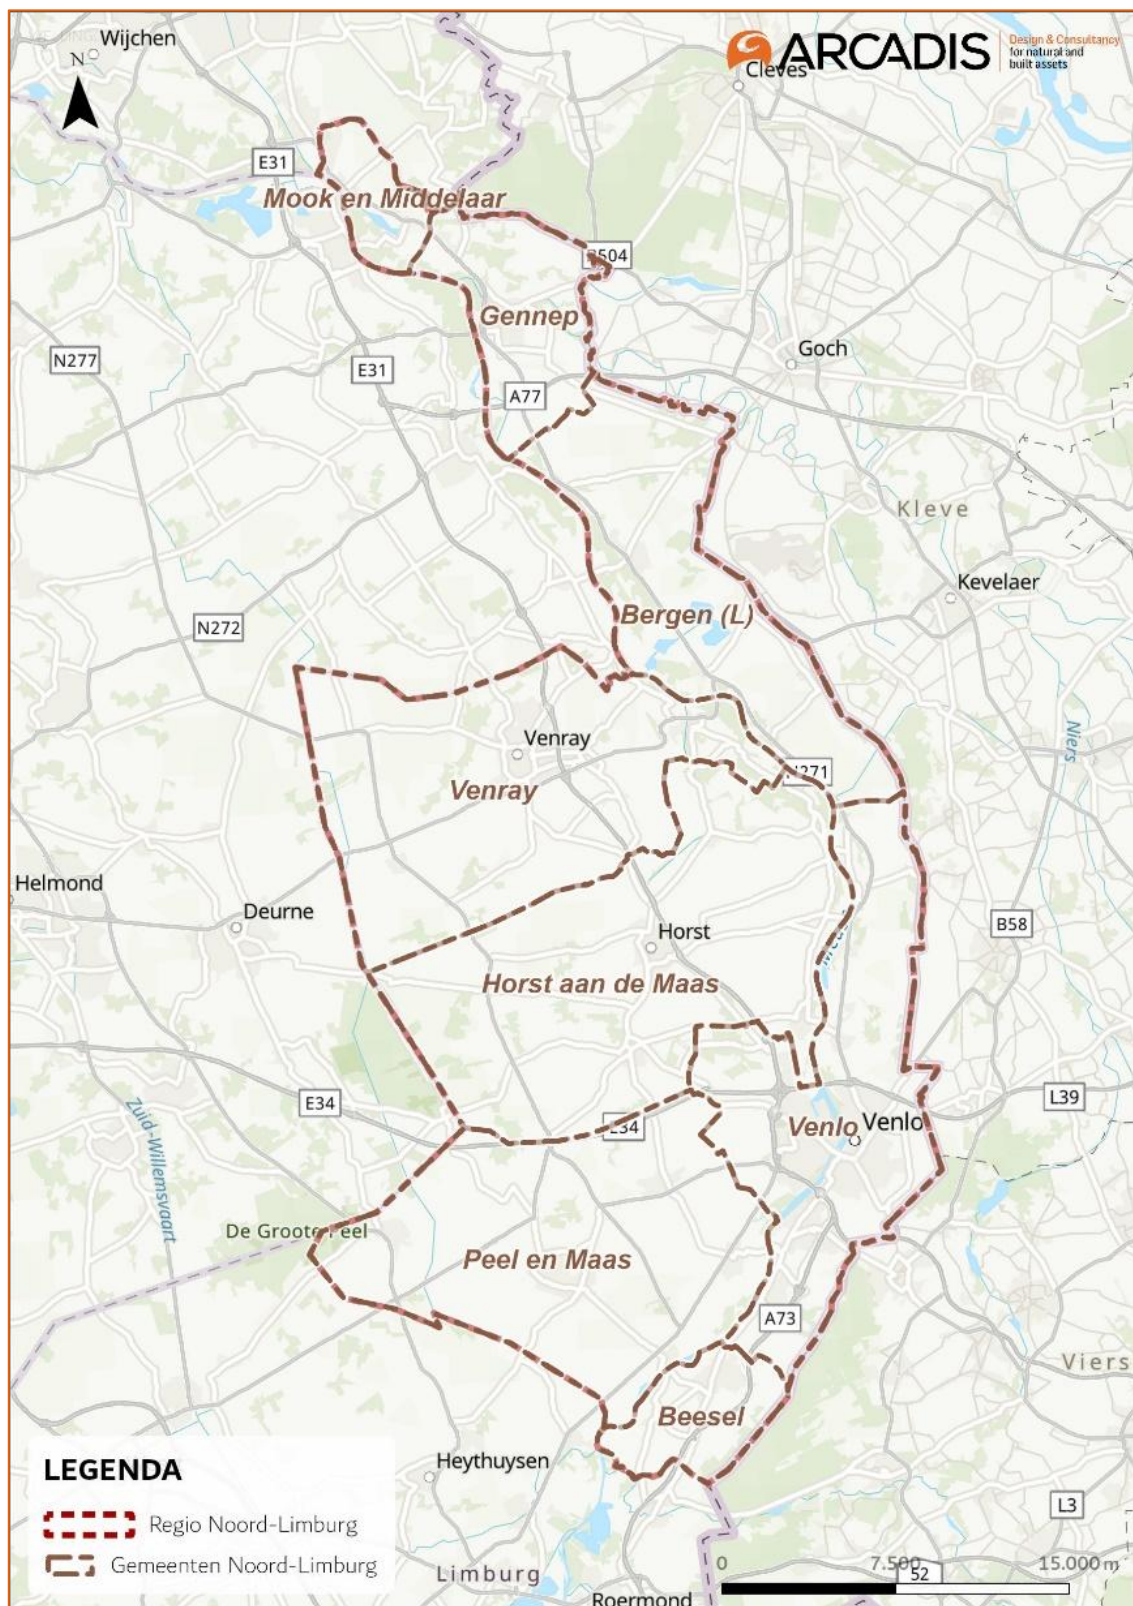 Wijchen
N
ARCADIS
Design & Consultancy
for natural and
built assets
Cleves
E31
Mook en Middelaar
B504
Gennep
Goch
N277
E31
A77
Kleve
Kevelaer
Bergen (L)
N272
Niers
Venray
Venray
N271
Helmond
Deurne
Horst
B58
Horst aan de Maas
E34
L39
Zuid-Willemsvaart
E34
Venlo
Venlo
De Groote Peel
Peel en Maas
A73
Viers
Beesel
Heythuysen
LEGENDA
Regio Noord-Limburg
Gemeenten Noord-Limburg
L3
Limburg
Roermond
0
7.500
15.000 m
52